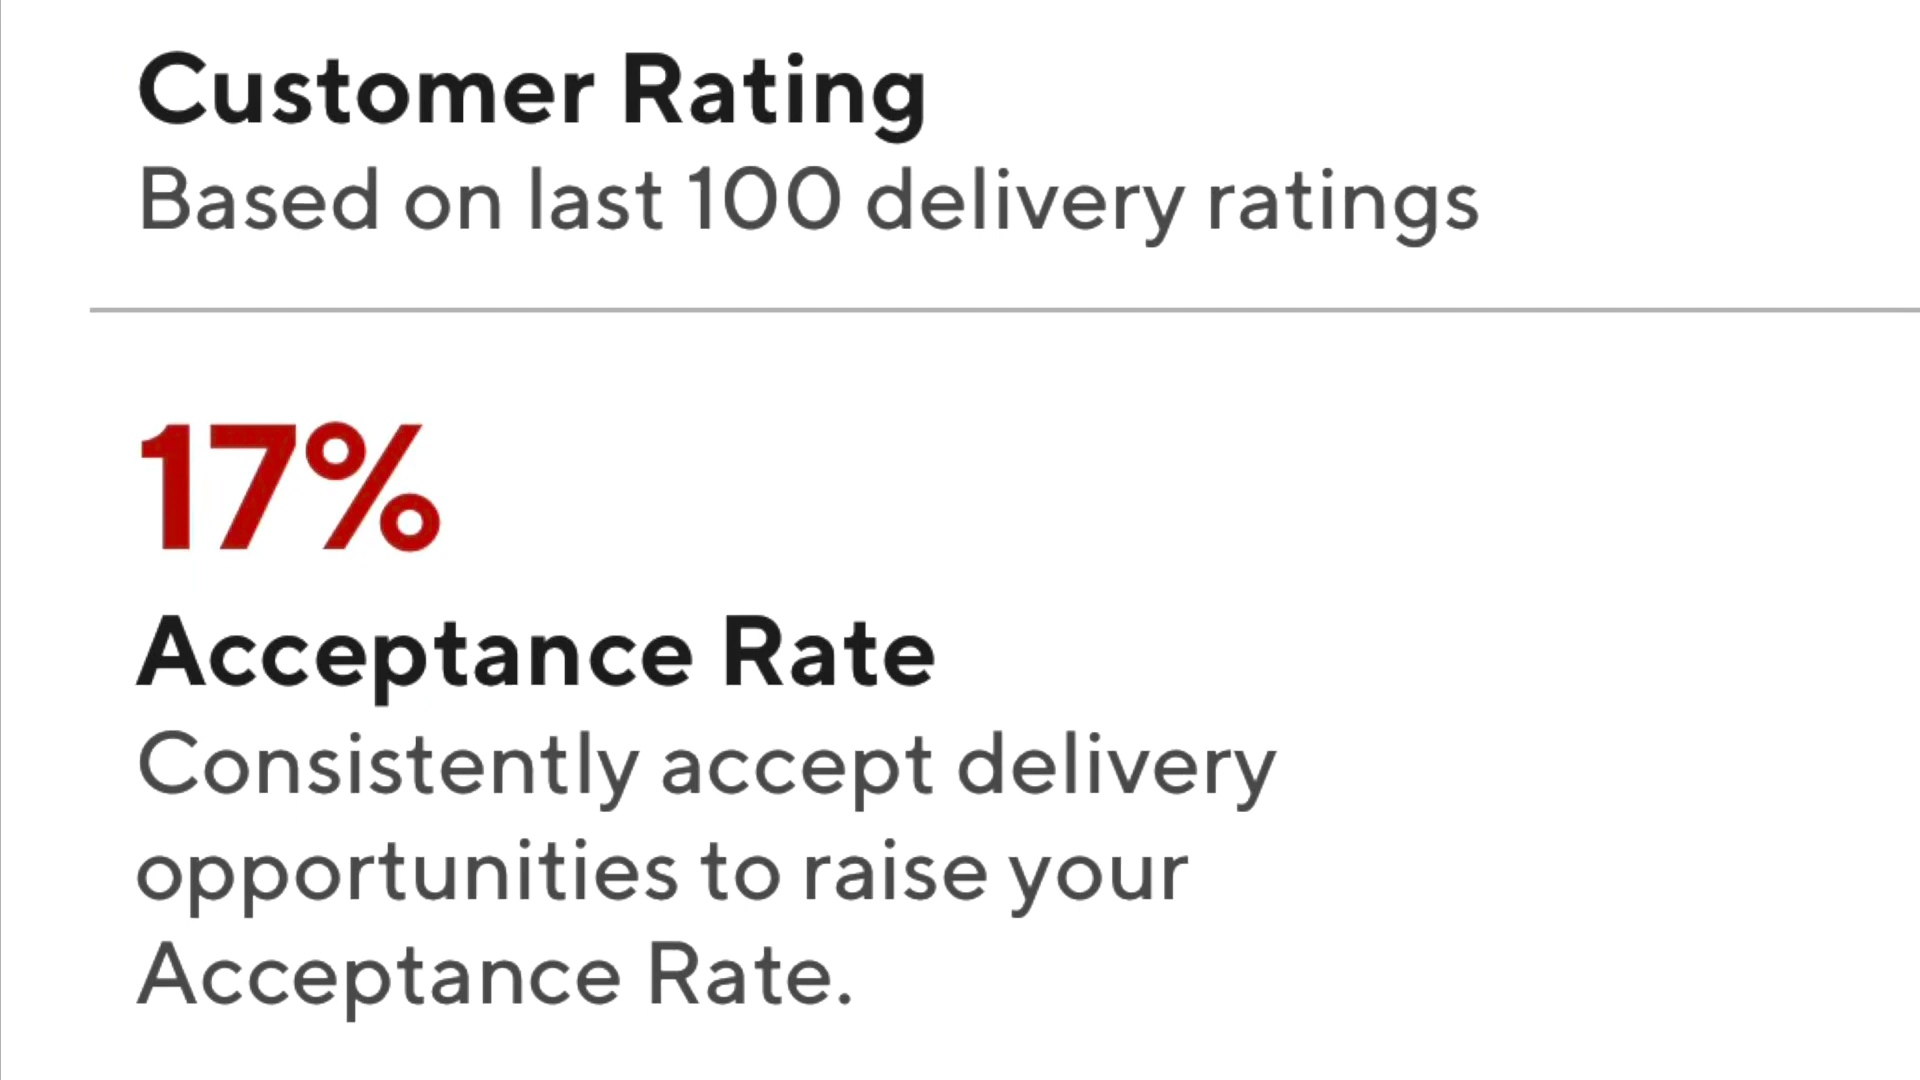 Customer Rating
Based on last 100 delivery ratings
17%
Acceptance Rate
Consistently accept delivery
opportunities to raise your
Acceptance Rate.